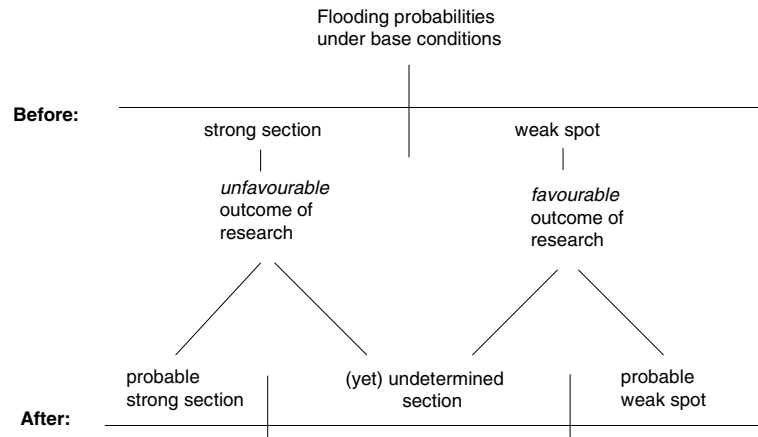 Flooding probabilities
under base conditions
Before:
strong section
weak spot
unfavourable
outcome of
research
favourable
outcome of
research
probable
strong section
(yet) undetermined
section
probable
weak spot
After: